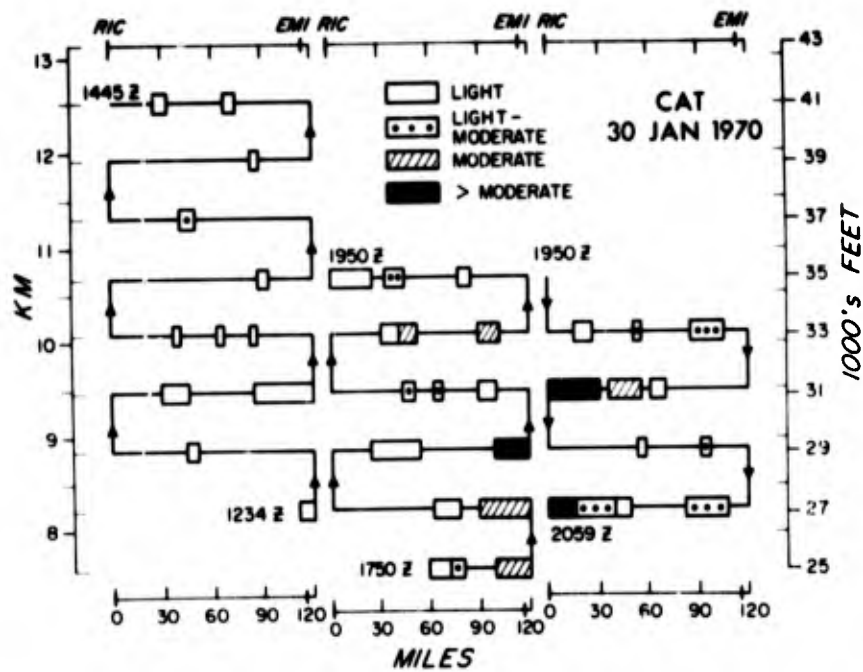 RIC EMI RIC EMI RIC EMI
13
12
11
10
9
8
KM
1445 Z
1234 Z
1950 Z
1750 Z
1950 Z
2059 Z
LIGHT
LIGHT-
MODERATE
MODERATE
> MODERATE
CAT
30 JAN 1970
43
41
39
37
35
33
31
29
27
25
1000's FEET
0 30 60 90 120 0 30 60 90 120 0 30 60 90 120
MILES